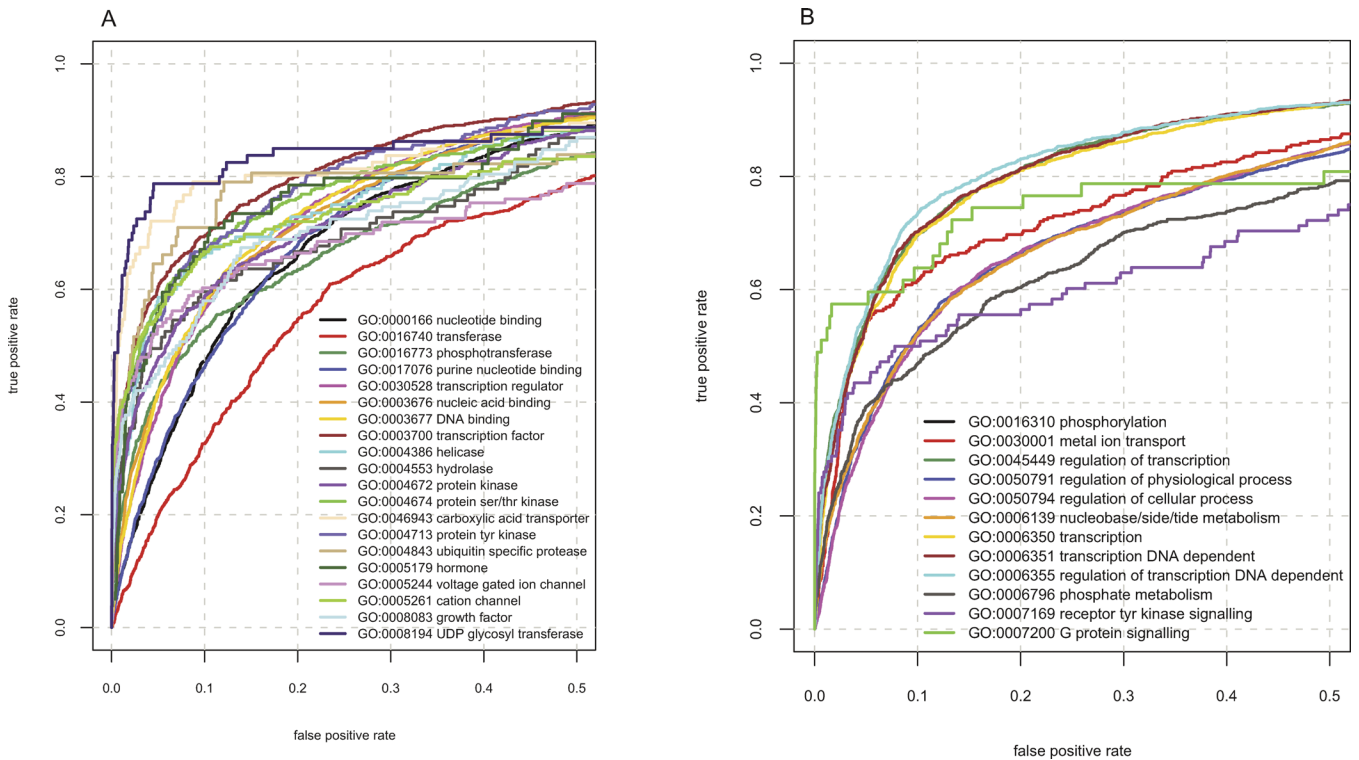 A
true positive rate
1.0
0.8
0.6
0.4
0.2
0.0
GO:0000166 nucleotide binding
GO:0016740 transferase
GO:0016773 phosphotransferase
GO:0017076 purine nucleotide binding
GO:0030528 transcription regulator
GO:0003676 nucleic acid binding
GO:0003677 DNA binding
GO:0003700 transcription factor
GO:0004386 helicase
GO:0004553 hydrolase
GO:0004672 protein kinase
GO:0004674 protein ser/thr kinase
GO:0046943 carboxylic acid transporter
GO:0004713 protein tyr kinase
GO:0004843 ubiquitin specific protease
GO:0005179 hormone
GO:0005244 voltage gated ion channel
GO:0005261 cation channel
GO:0008083 growth factor
GO:0008194 UDP glycosyl transferase
0.0 0.1 0.2 0.3 0.4 0.5
false positive rate
B
true positive rate
1.0
0.8
0.6
0.4
0.2
0.0
GO:0016310 phosphorylation
GO:0030001 metal ion transport
GO:0045449 regulation of transcription
GO:0050791 regulation of physiological process
GO:0050794 regulation of cellular process
GO:0006139 nucleobase/side/tide metabolism
GO:0006350 transcription
GO:0006351 transcription DNA dependent
GO:0006355 regulation of transcription DNA dependent
GO:0006796 phosphate metabolism
GO:0007169 receptor tyr kinase signalling
GO:0007200 G protein signalling
0.0 0.1 0.2 0.3 0.4 0.5
false positive rate